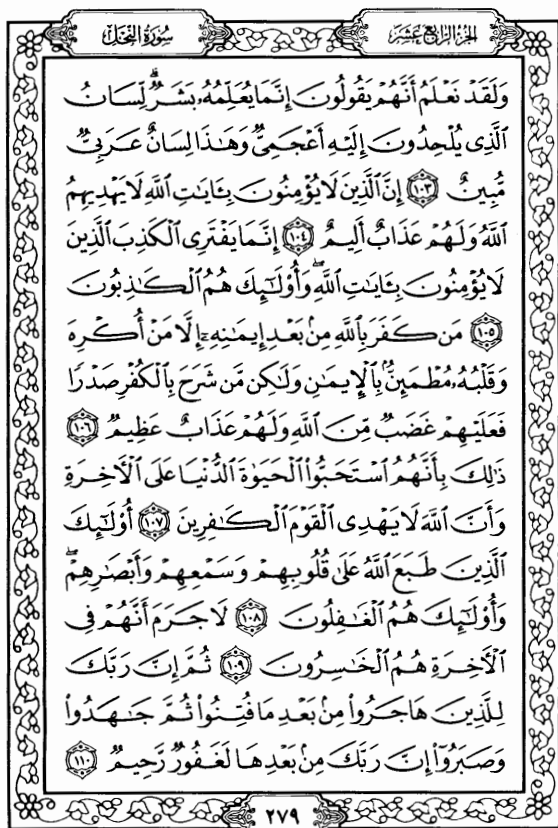 الجزء الرابع عشر
سورة النحل
وَلَقَدْ نَعْلَمُ أَنَّهُمْ يَقُولُونَ إِنَّمَا يُعَلِّمُهُۥ بَشَرٌۗ لِّسَانُ
ٱلَّذِى يُلْحِدُونَ إِلَيْهِ أَعْجَمِىٌّ وَهَٰذَا لِسَانٌ عَرَبِىٌّ
مُّبِينٌ ١٠٣ إِنَّ ٱلَّذِينَ لَا يُؤْمِنُونَ بِـَٔايَٰتِ ٱللَّهِ لَا يَهْدِيهِمُ
ٱللَّهُ وَلَهُمْ عَذَابٌ أَلِيمٌ ١٠٤ إِنَّمَا يَفْتَرِى ٱلْكَذِبَ ٱلَّذِينَ
لَا يُؤْمِنُونَ بِـَٔايَٰتِ ٱللَّهِۖ وَأُو۟لَٰٓئِكَ هُمُ ٱلْكَٰذِبُونَ
١٠٥ مَن كَفَرَ بِٱللَّهِ مِنۢ بَعْدِ إِيمَٰنِهِۦٓ إِلَّا مَنْ أُكْرِهَ
وَقَلْبُهُۥ مُطْمَئِنٌّۢ بِٱلْإِيمَٰنِ وَلَٰكِن مَّن شَرَحَ بِٱلْكُفْرِ صَدْرًا
فَعَلَيْهِمْ غَضَبٌ مِّنَ ٱللَّهِ وَلَهُمْ عَذَابٌ عَظِيمٌ ١٠٦
ذَٰلِكَ بِأَنَّهُمُ ٱسْتَحَبُّوا۟ ٱلْحَيَوٰةَ ٱلدُّنْيَا عَلَى ٱلْءَاخِرَةِ
وَأَنَّ ٱللَّهَ لَا يَهْدِى ٱلْقَوْمَ ٱلْكَٰفِرِينَ ١٠٧ أُو۟لَٰٓئِكَ
ٱلَّذِينَ طَبَعَ ٱللَّهُ عَلَىٰ قُلُوبِهِمْ وَسَمْعِهِمْ وَأَبْصَٰرِهِمْۖ
وَأُو۟لَٰٓئِكَ هُمُ ٱلْغَٰفِلُونَ ١٠٨ لَا جَرَمَ أَنَّهُمْ فِى
ٱلْءَاخِرَةِ هُمُ ٱلْخَٰسِرُونَ ١٠٩ ثُمَّ إِنَّ رَبَّكَ
لِلَّذِينَ هَاجَرُوا۟ مِنۢ بَعْدِ مَا فُتِنُوا۟ ثُمَّ جَٰهَدُوا۟
وَصَبَرُوٓا۟ إِنَّ رَبَّكَ مِنۢ بَعْدِهَا لَغَفُورٌ رَّحِيمٌ ١١٠
٢٧٩